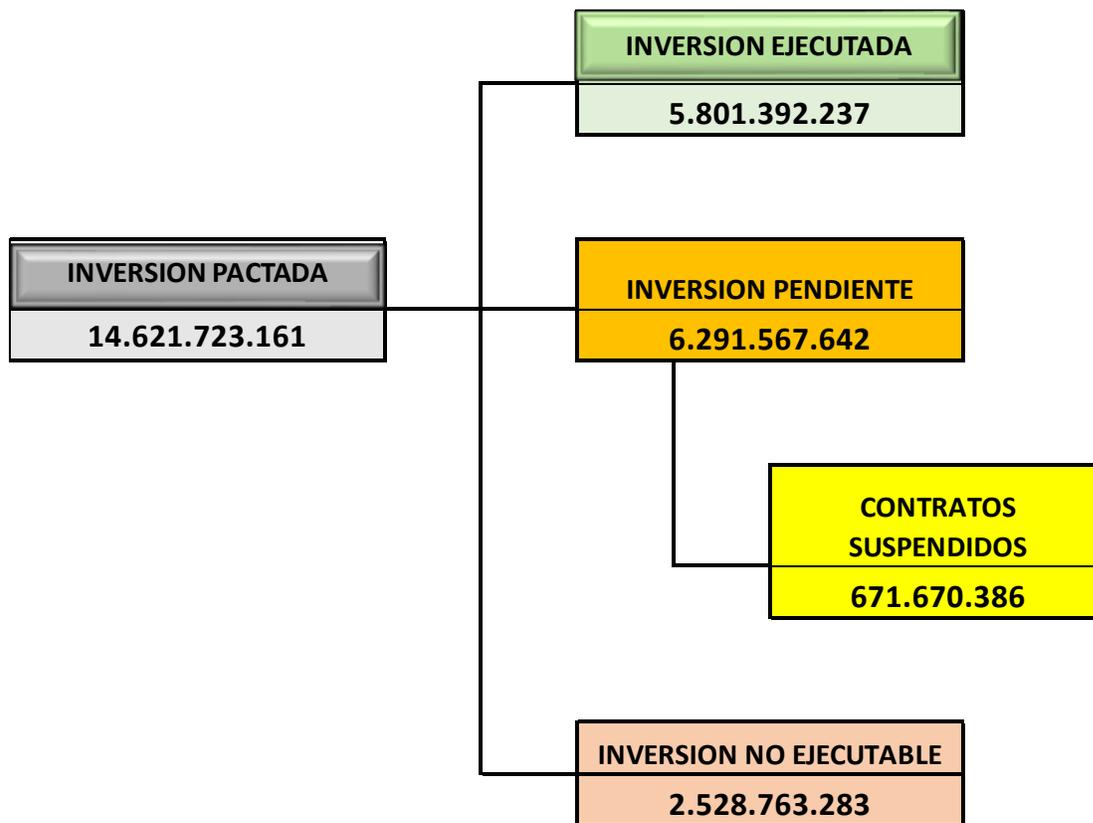 INVERSION EJECUTADA
5.801.392.237
INVERSION PACTADA
14.621.723.161
INVERSION PENDIENTE
6.291.567.642
CONTRATOS
SUSPENDIDOS
671.670.386
INVERSION NO EJECUTABLE
2.528.763.283